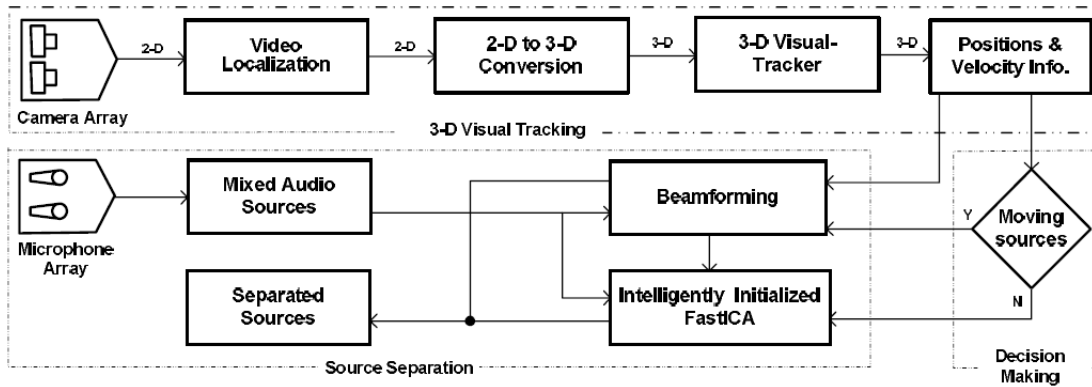 2-D
Video
Localization
2-D
2-D to 3-D
Conversion
3-D
3-D Visual-
Tracker
3-D
Positions &
Velocity Info.
Camera Array
3-D Visual Tracking
Mixed Audio
Sources
Beamforming
Y
Moving
sources
Microphone
Array
N
Separated
Sources
Intelligently Initialized
FastICA
Source Separation
Decision
Making